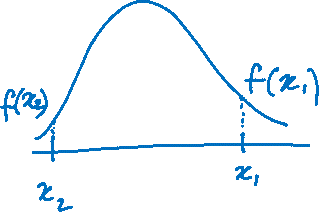 f(x₂)
f(x₁)
x₂
x₁